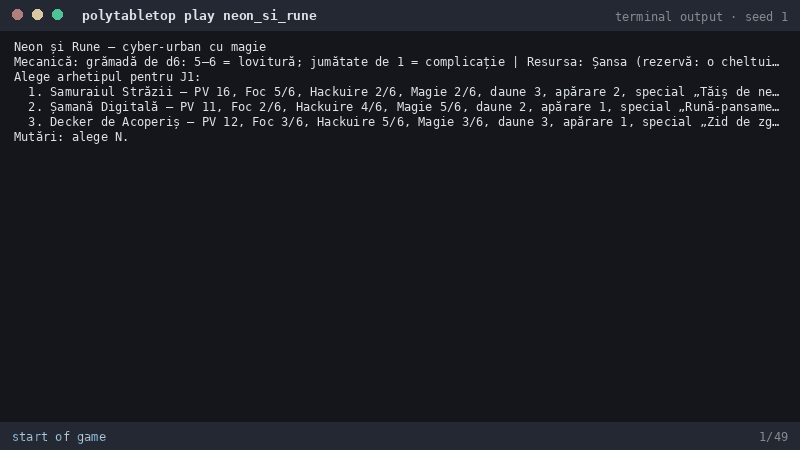 polytabletop play neon_si_rune
terminal output · seed 1
Neon și Rune — cyber-urban cu magie
Mecanică: grămadă de d6: 5–6 = lovitură; jumătate de 1 = complicație | Resursa: Șansa (rezervă: o cheltui…
Alege arhetipul pentru J1:
1. Samuraiul Străzii — PV 16, Foc 5/6, Hackuire 2/6, Magie 2/6, daune 3, apărare 2, special „Tăiș de ne…
2. Șamană Digitală — PV 11, Foc 2/6, Hackuire 4/6, Magie 5/6, daune 2, apărare 1, special „Rună-pansame…
3. Decker de Acoperiș — PV 12, Foc 3/6, Hackuire 5/6, Magie 3/6, daune 3, apărare 1, special „Zid de zg…
Mutări: alege N.
start of game
1/49